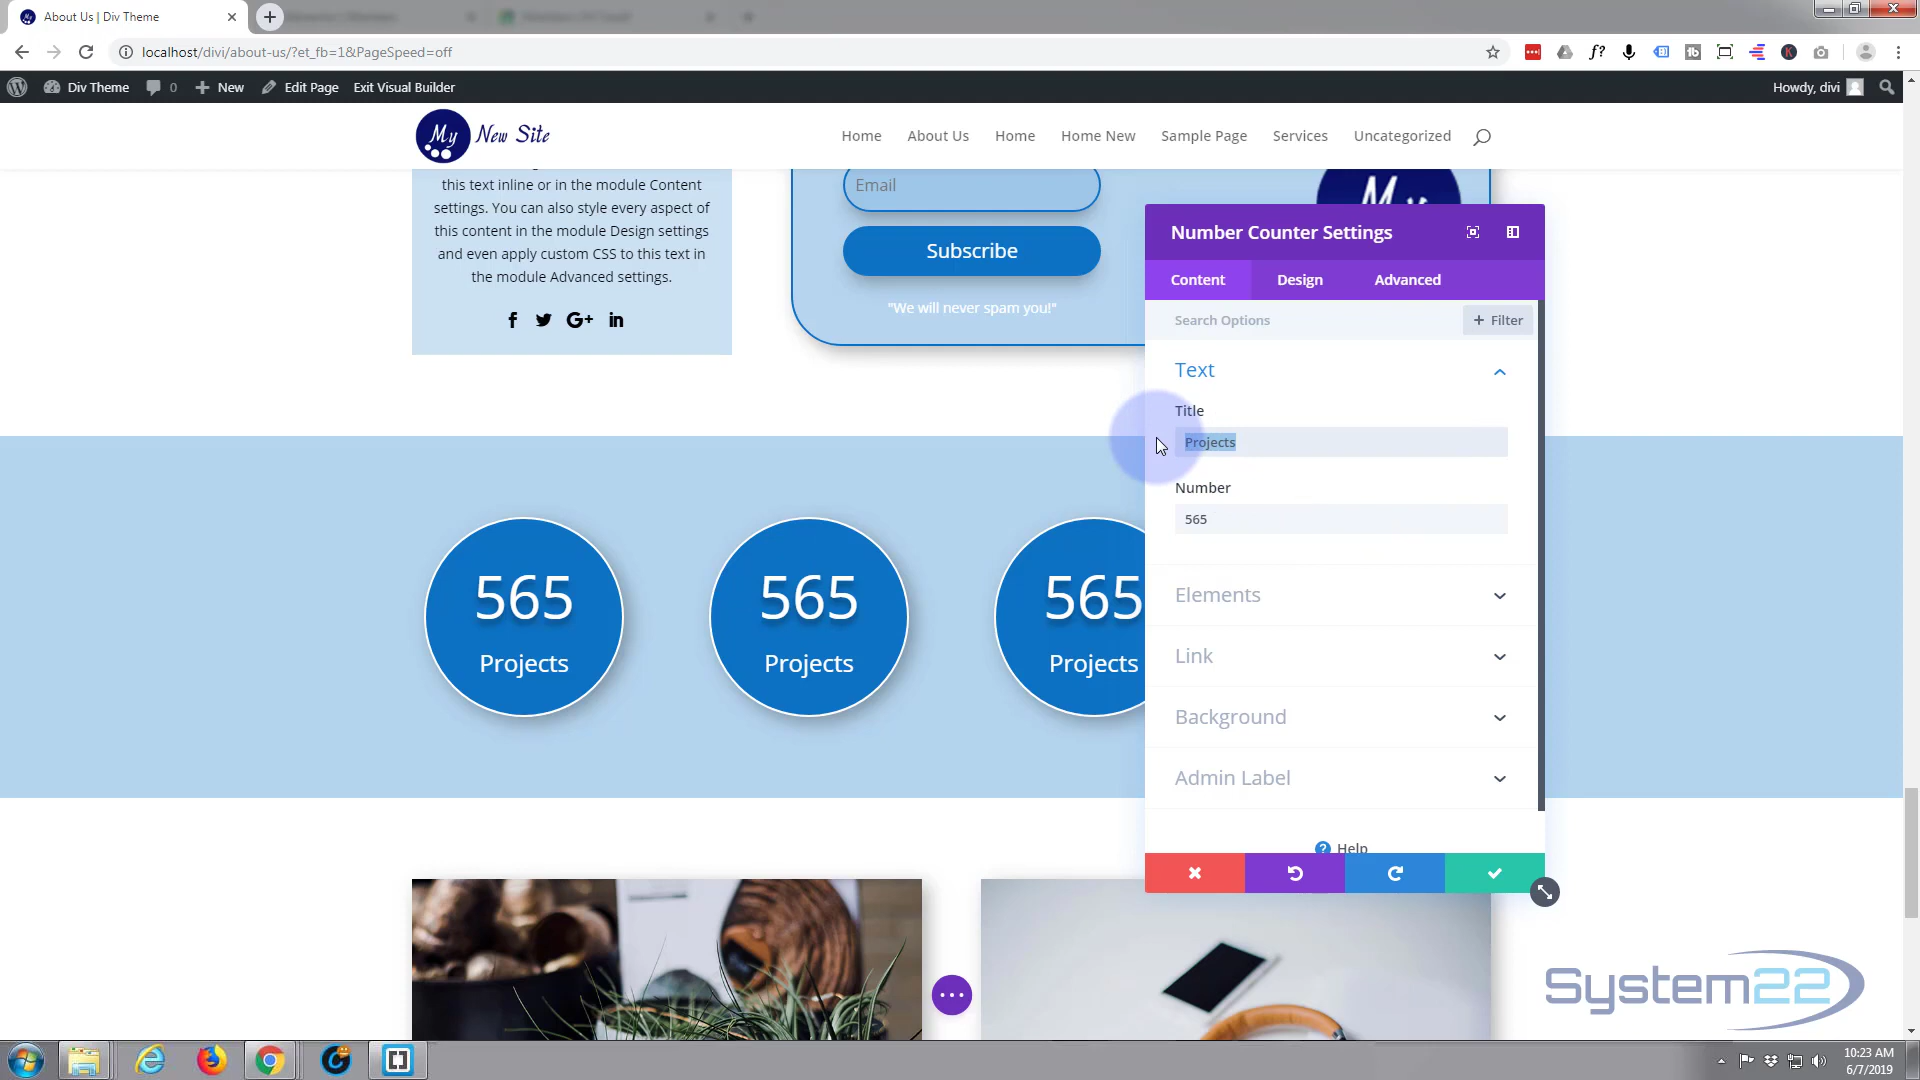 About Us | Div Theme
localhost/divi/about-us/?et_fb=1&PageSpeed=off
Div Theme
0
New
Edit Page
Exit Visual Builder
Howdy, divi
My New Site
Home
About Us
Home
Home New
Sample Page
Services
Uncategorized
this text inline or in the module Content
settings. You can also style every aspect of
this content in the module Design settings
and even apply custom CSS to this text in
the module Advanced settings.
Email
Subscribe
"We will never spam you!"
My
Number Counter Settings
Content
Design
Advanced
Search Options
+ Filter
Text
Title
Projects
Number
565
Elements
Link
Background
Admin Label
? Help
565
Projects
565
Projects
565
Projects
System22
10:23 AM
6/7/2019